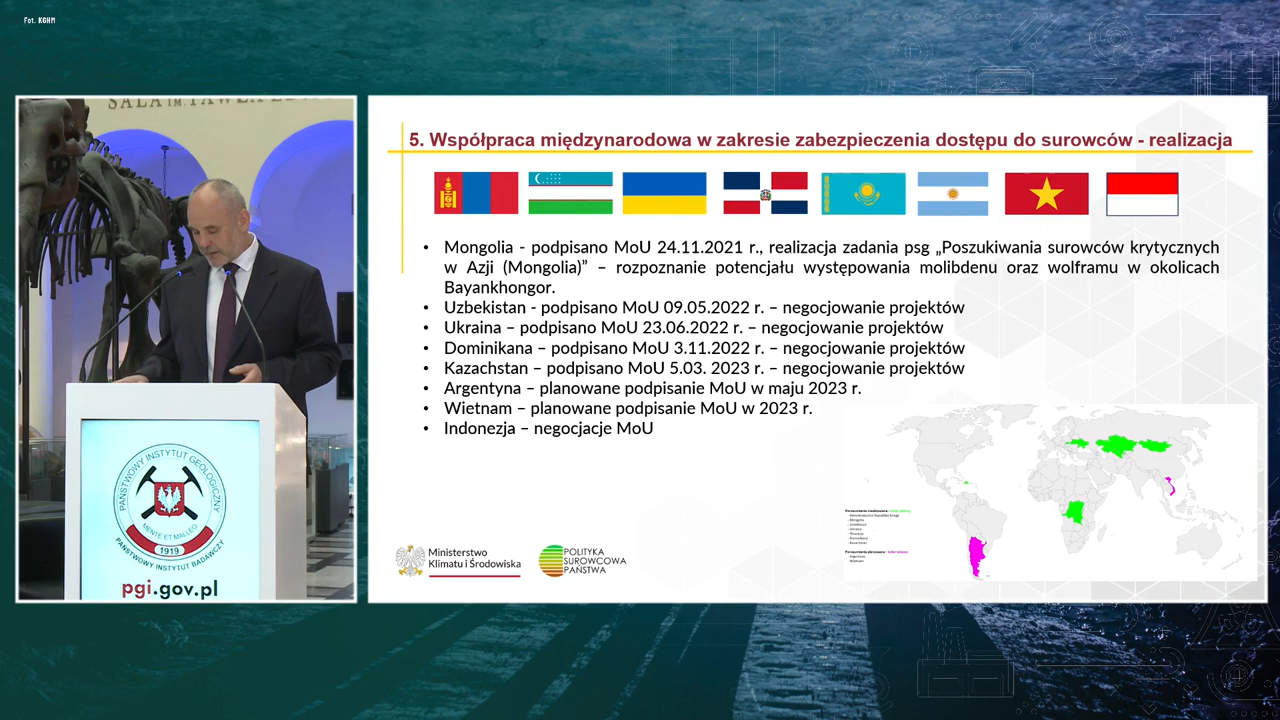 Fot. KGHM
SALA IM. PAWŁA
5. Współpraca międzynarodowa w zakresie zabezpieczenia dostępu do surowców - realizacja
• Mongolia - podpisano MoU 24.11.2021 r., realizacja zadania psg „Poszukiwania surowców krytycznych
w Azji (Mongolia)” – rozpoznanie potencjału występowania molibdenu oraz wolframu w okolicach
Bayankhongor.
• Uzbekistan - podpisano MoU 09.05.2022 r. – negocjowanie projektów
• Ukraina – podpisano MoU 23.06.2022 r. – negocjowanie projektów
• Dominikana – podpisano MoU 3.11.2022 r. – negocjowanie projektów
• Kazachstan – podpisano MoU 5.03. 2023 r. – negocjowanie projektów
• Argentyna – planowane podpisanie MoU w maju 2023 r.
• Wietnam – planowane podpisanie MoU w 2023 r.
• Indonezja – negocjacje MoU
Ministerstwo
Klimatu i Środowiska
POLITYKA
SUROWCOWA
PAŃSTWA
PAŃSTWOWY INSTYTUT GEOLOGICZNY
1919
PAŃSTWOWY INSTYTUT BADAWCZY
pgi.gov.pl